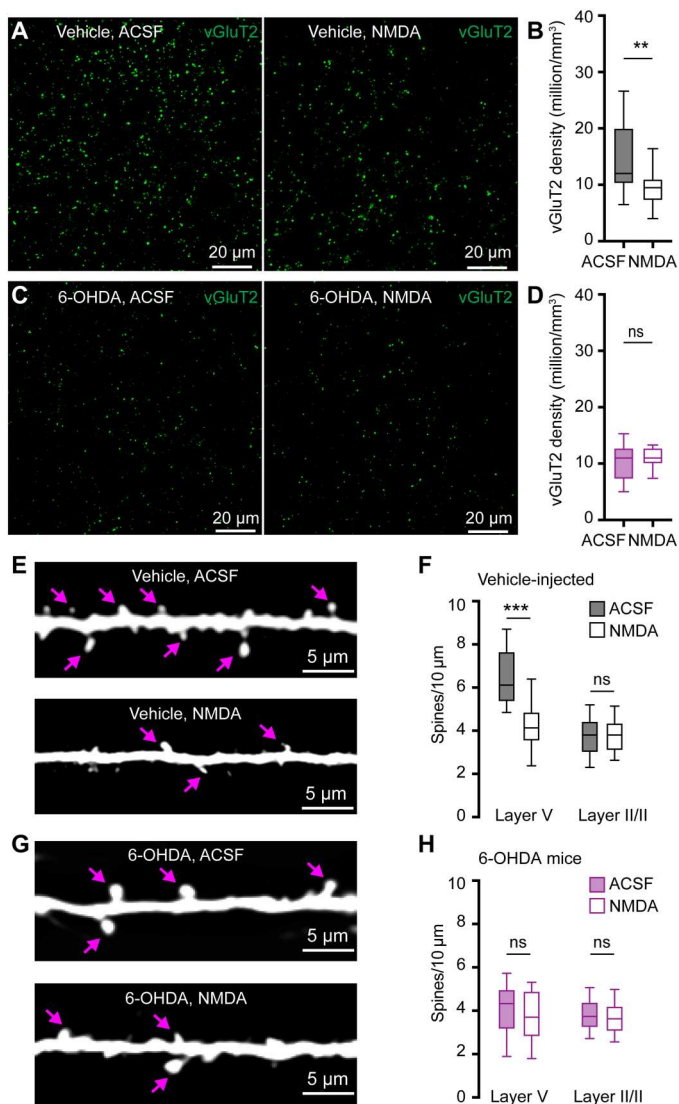 A
Vehicle, ACSF
vGluT2
Vehicle, NMDA
vGluT2
20 µm
20 µm
B
vGluT2 density (million/mm³)
40
30
20
10
0
**
ACSF NMDA
C
6-OHDA, ACSF
vGluT2
6-OHDA, NMDA
vGluT2
20 µm
20 µm
D
vGluT2 density (million/mm³)
40
30
20
10
0
ns
ACSF NMDA
E
Vehicle, ACSF
5 µm
Vehicle, NMDA
5 µm
F
Vehicle-injected
Spines/10 µm
10
8
6
4
2
0
ACSF
NMDA
***
ns
Layer V
Layer II/II
G
6-OHDA, ACSF
5 µm
6-OHDA, NMDA
5 µm
H
6-OHDA mice
Spines/10 µm
10
8
6
4
2
0
ACSF
NMDA
ns
ns
Layer V
Layer II/II